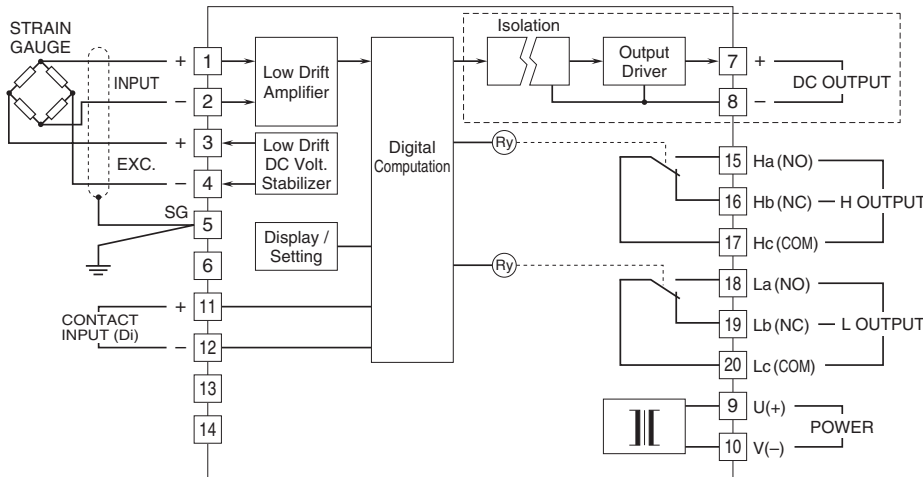 STRAIN
GAUGE
INPUT
EXC.
SG
+ 1
− 2
+ 3
− 4
5
6
CONTACT
INPUT (Di)
+ 11
− 12
13
14
Low Drift
Amplifier
Low Drift
DC Volt.
Stabilizer
Display /
Setting
Digital
Computation
Isolation
Output
Driver
Ry
Ry
7 +
8 −
DC OUTPUT
15 Ha (NO)
16 Hb (NC) H OUTPUT
17 Hc (COM)
18 La (NO)
19 Lb (NC) L OUTPUT
20 Lc (COM)
9 U(+)
POWER
10 V(–)